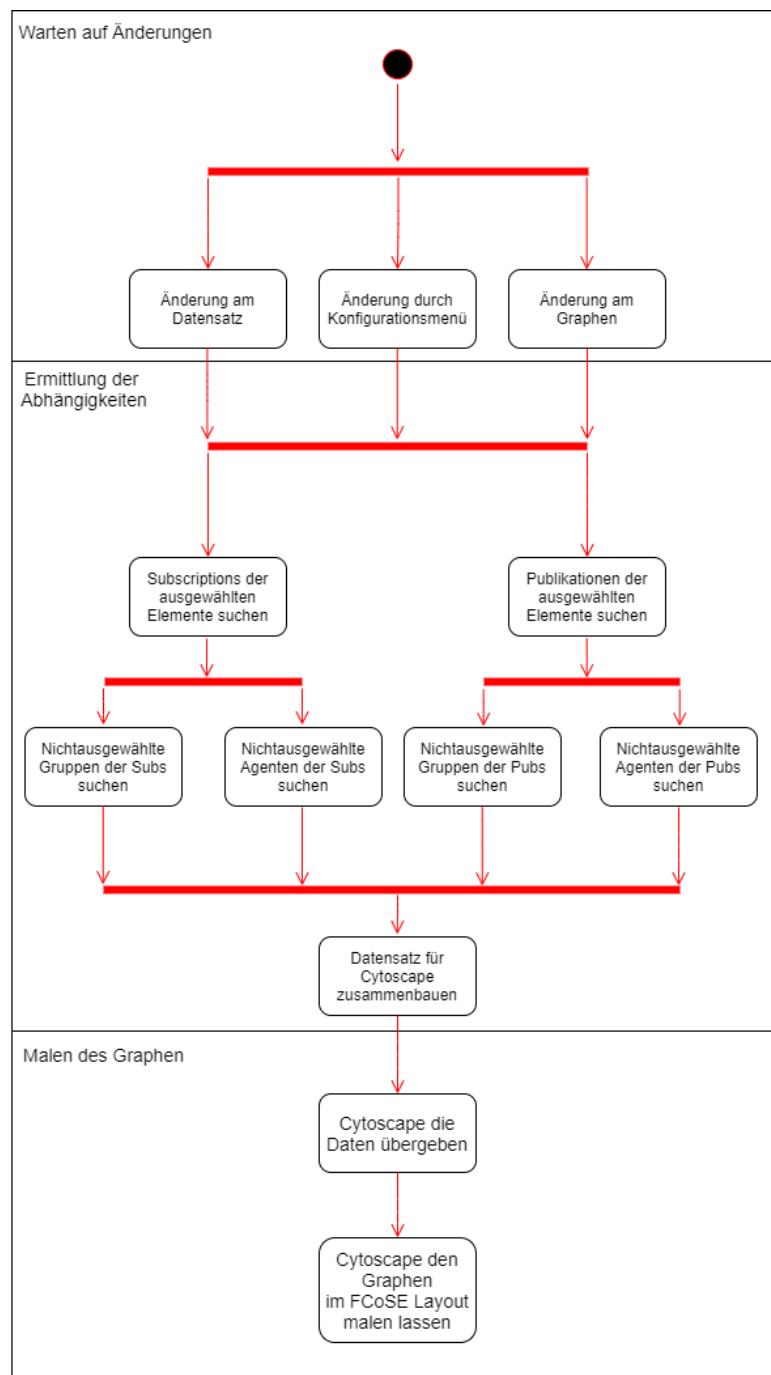 Warten auf Änderungen
Änderung am
Datensatz
Änderung durch
Konfigurationsmenü
Änderung am
Graphen
Ermittlung der
Abhängigkeiten
Subscriptions der
ausgewählten
Elemente suchen
Publikationen der
ausgewählten
Elemente suchen
Nichtausgewählte
Gruppen der Subs
suchen
Nichtausgewählte
Agenten der Subs
suchen
Nichtausgewählte
Gruppen der Pubs
suchen
Nichtausgewählte
Agenten der Pubs
suchen
Datensatz für
Cytoscape
zusammenbauen
Malen des Graphen
Cytoscape die
Daten übergeben
Cytoscape den
Graphen
im FCoSE Layout
malen lassen